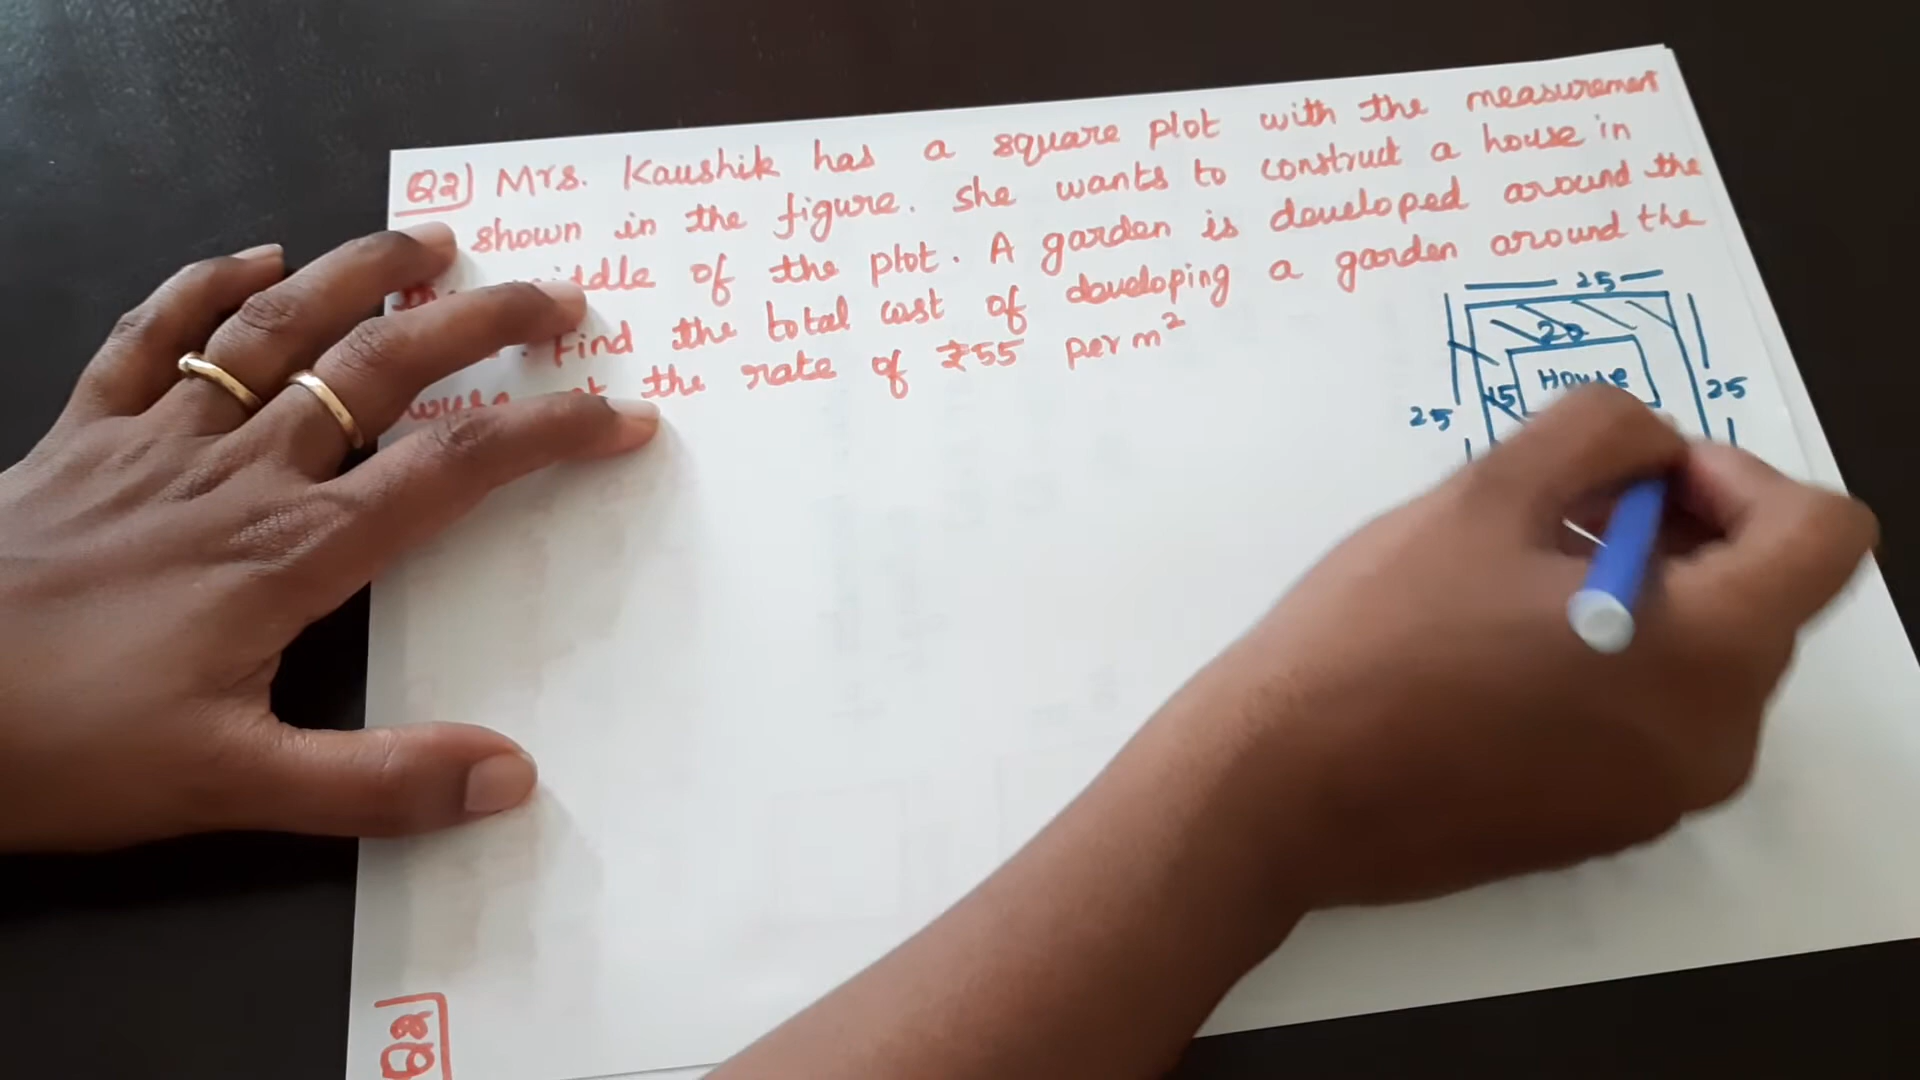 Q2) Mrs. Kaushik has a square plot with the measurement
shown in the figure. She wants to construct a house in
of the plot. A garden is developed around the
Find the total cost of developing a garden around the
the rate of ₹55 per m²
25
20
House
15
25
25
Q2